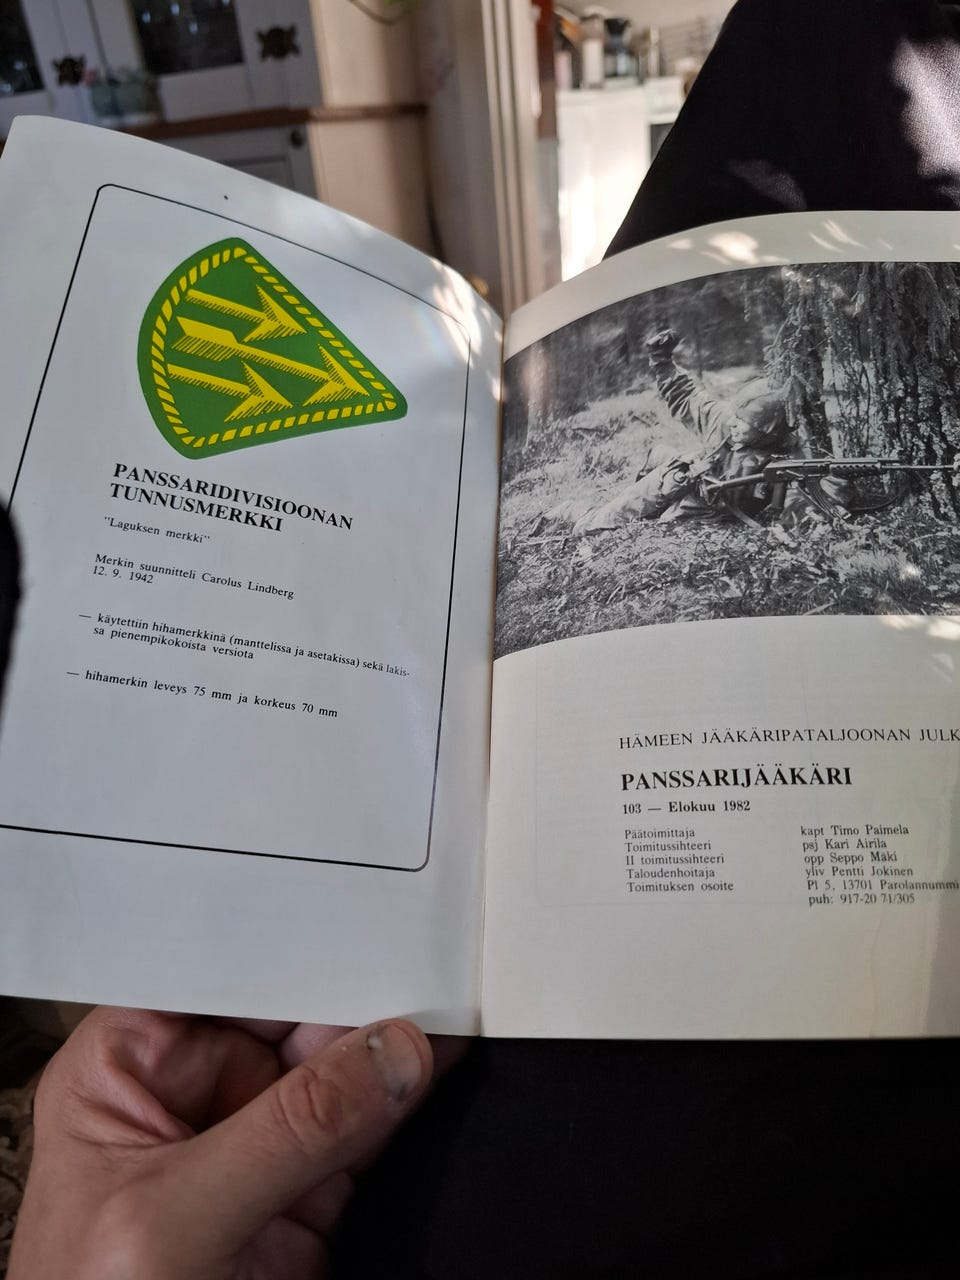 PANSSARIDIVISIOONAN
TUNNUSMERKKI
"Laguksen merkki"
Merkin suunnitteli Carolus Lindberg
12. 9. 1942
— käytettiin hihamerkkinä (manttelissa ja asetakissa) sekä lakis-
sa pienempikokoista versiota
— hihamerkin leveys 75 mm ja korkeus 70 mm
HÄMEEN JÄÄKÄRIPATALJOONAN JULK
PANSSARIJÄÄKÄRI
103 — Elokuu 1982
Päätoimittaja kapt Timo Paimela
Toimitussihteeri psj Kari Airila
II toimitussihteeri opp Seppo Mäki
Taloudenhoitaja yliv Pentti Jokinen
Toimituksen osoite Pl 5, 13701 Parolannummi
puh: 917-20 71/305